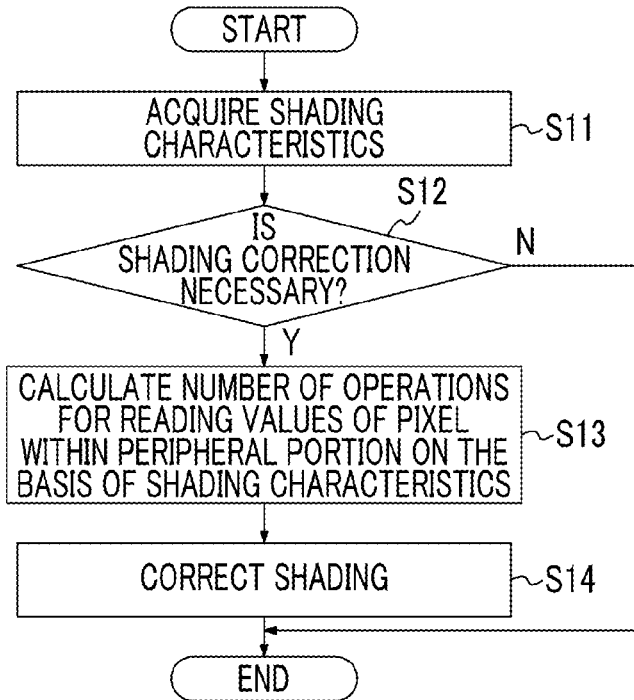 START
ACQUIRE SHADING
CHARACTERISTICS
S11
S12
IS
SHADING CORRECTION
NECESSARY?
N
Y
CALCULATE NUMBER OF OPERATIONS
FOR READING VALUES OF PIXEL
WITHIN PERIPHERAL PORTION ON THE
BASIS OF SHADING CHARACTERISTICS
S13
CORRECT SHADING
S14
END